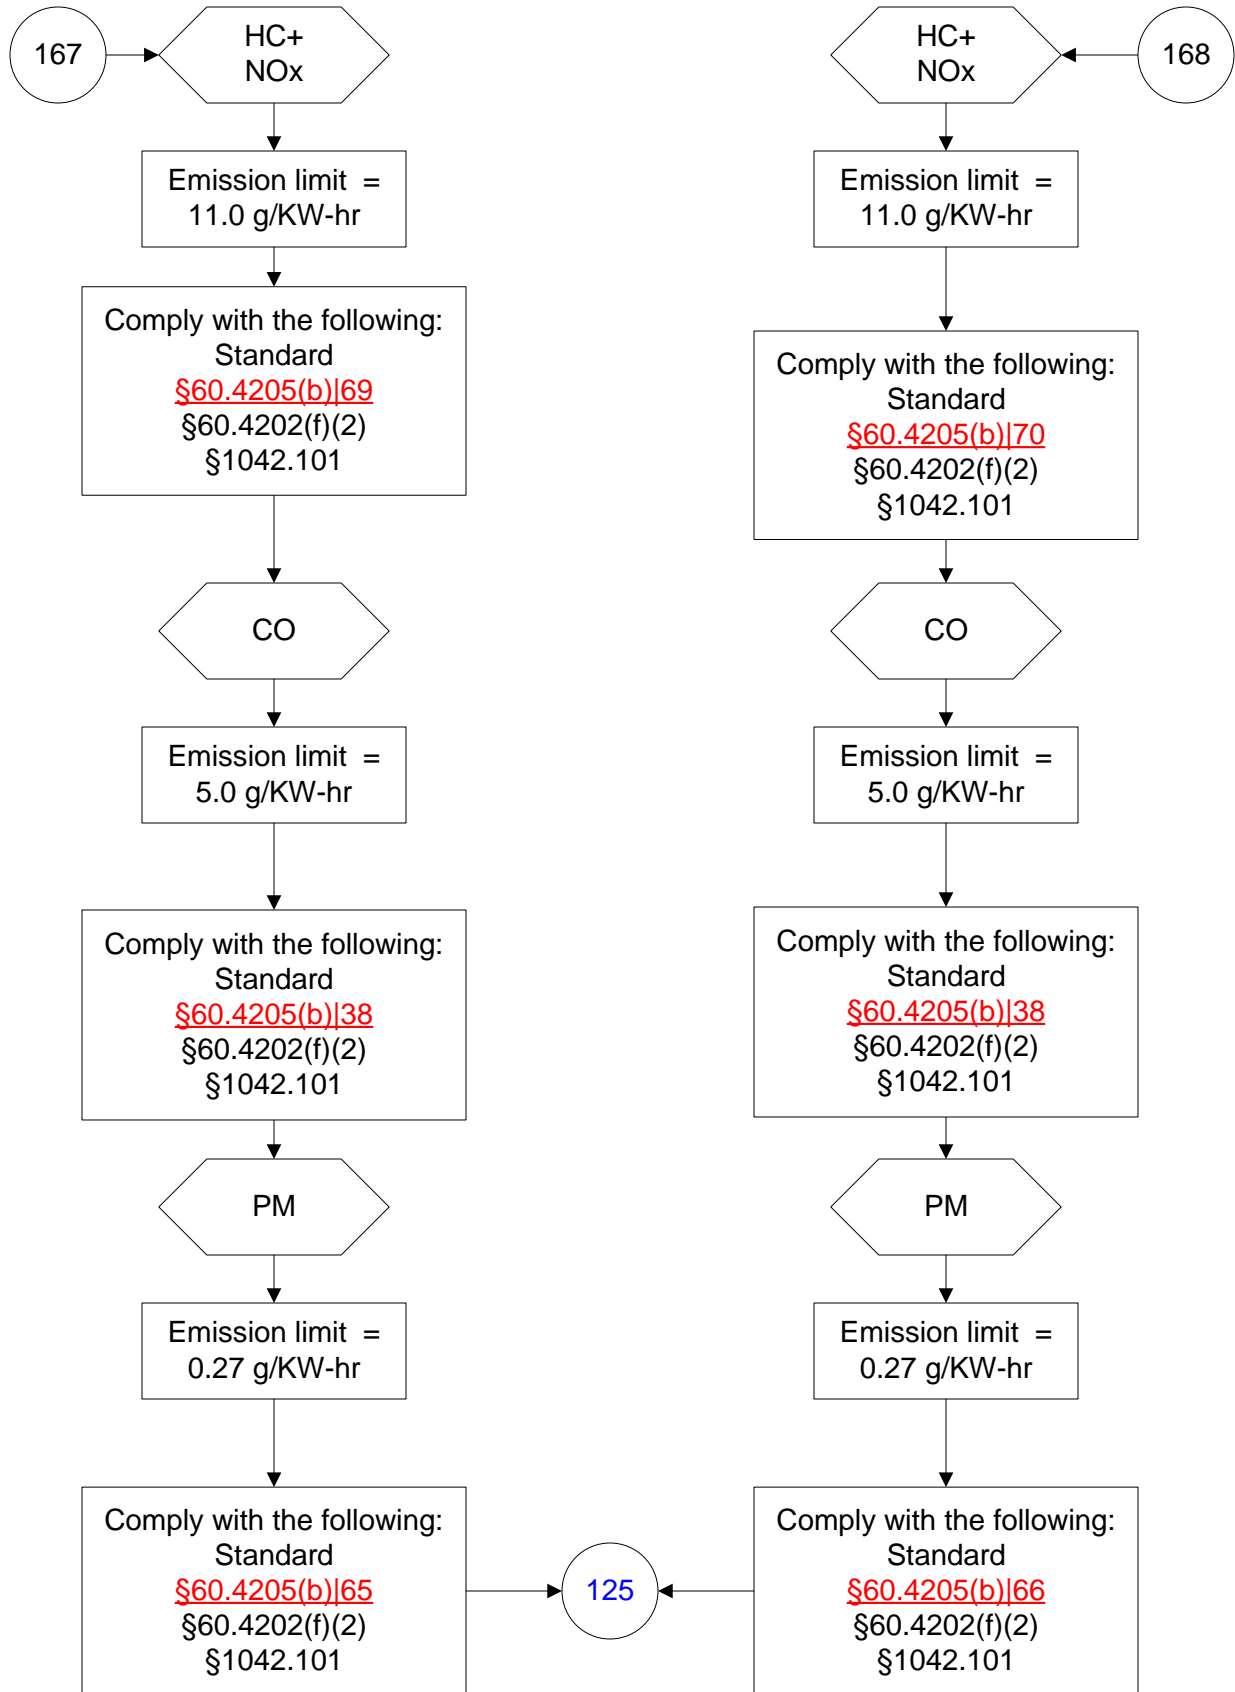 167
HC+
NOx
Emission limit  =
11.0 g/KW-hr
Comply with the following:
Standard
§60.4205(b)|69
§60.4202(f)(2)
§1042.101
CO
Emission limit  =
5.0 g/KW-hr
Comply with the following:
Standard
§60.4205(b)|38
§60.4202(f)(2)
§1042.101
PM
Emission limit  =
0.27 g/KW-hr
Comply with the following:
Standard
§60.4205(b)|65
§60.4202(f)(2)
§1042.101
125
168
HC+
NOx
Emission limit  =
11.0 g/KW-hr
Comply with the following:
Standard
§60.4205(b)|70
§60.4202(f)(2)
§1042.101
CO
Emission limit  =
5.0 g/KW-hr
Comply with the following:
Standard
§60.4205(b)|38
§60.4202(f)(2)
§1042.101
PM
Emission limit  =
0.27 g/KW-hr
Comply with the following:
Standard
§60.4205(b)|66
§60.4202(f)(2)
§1042.101